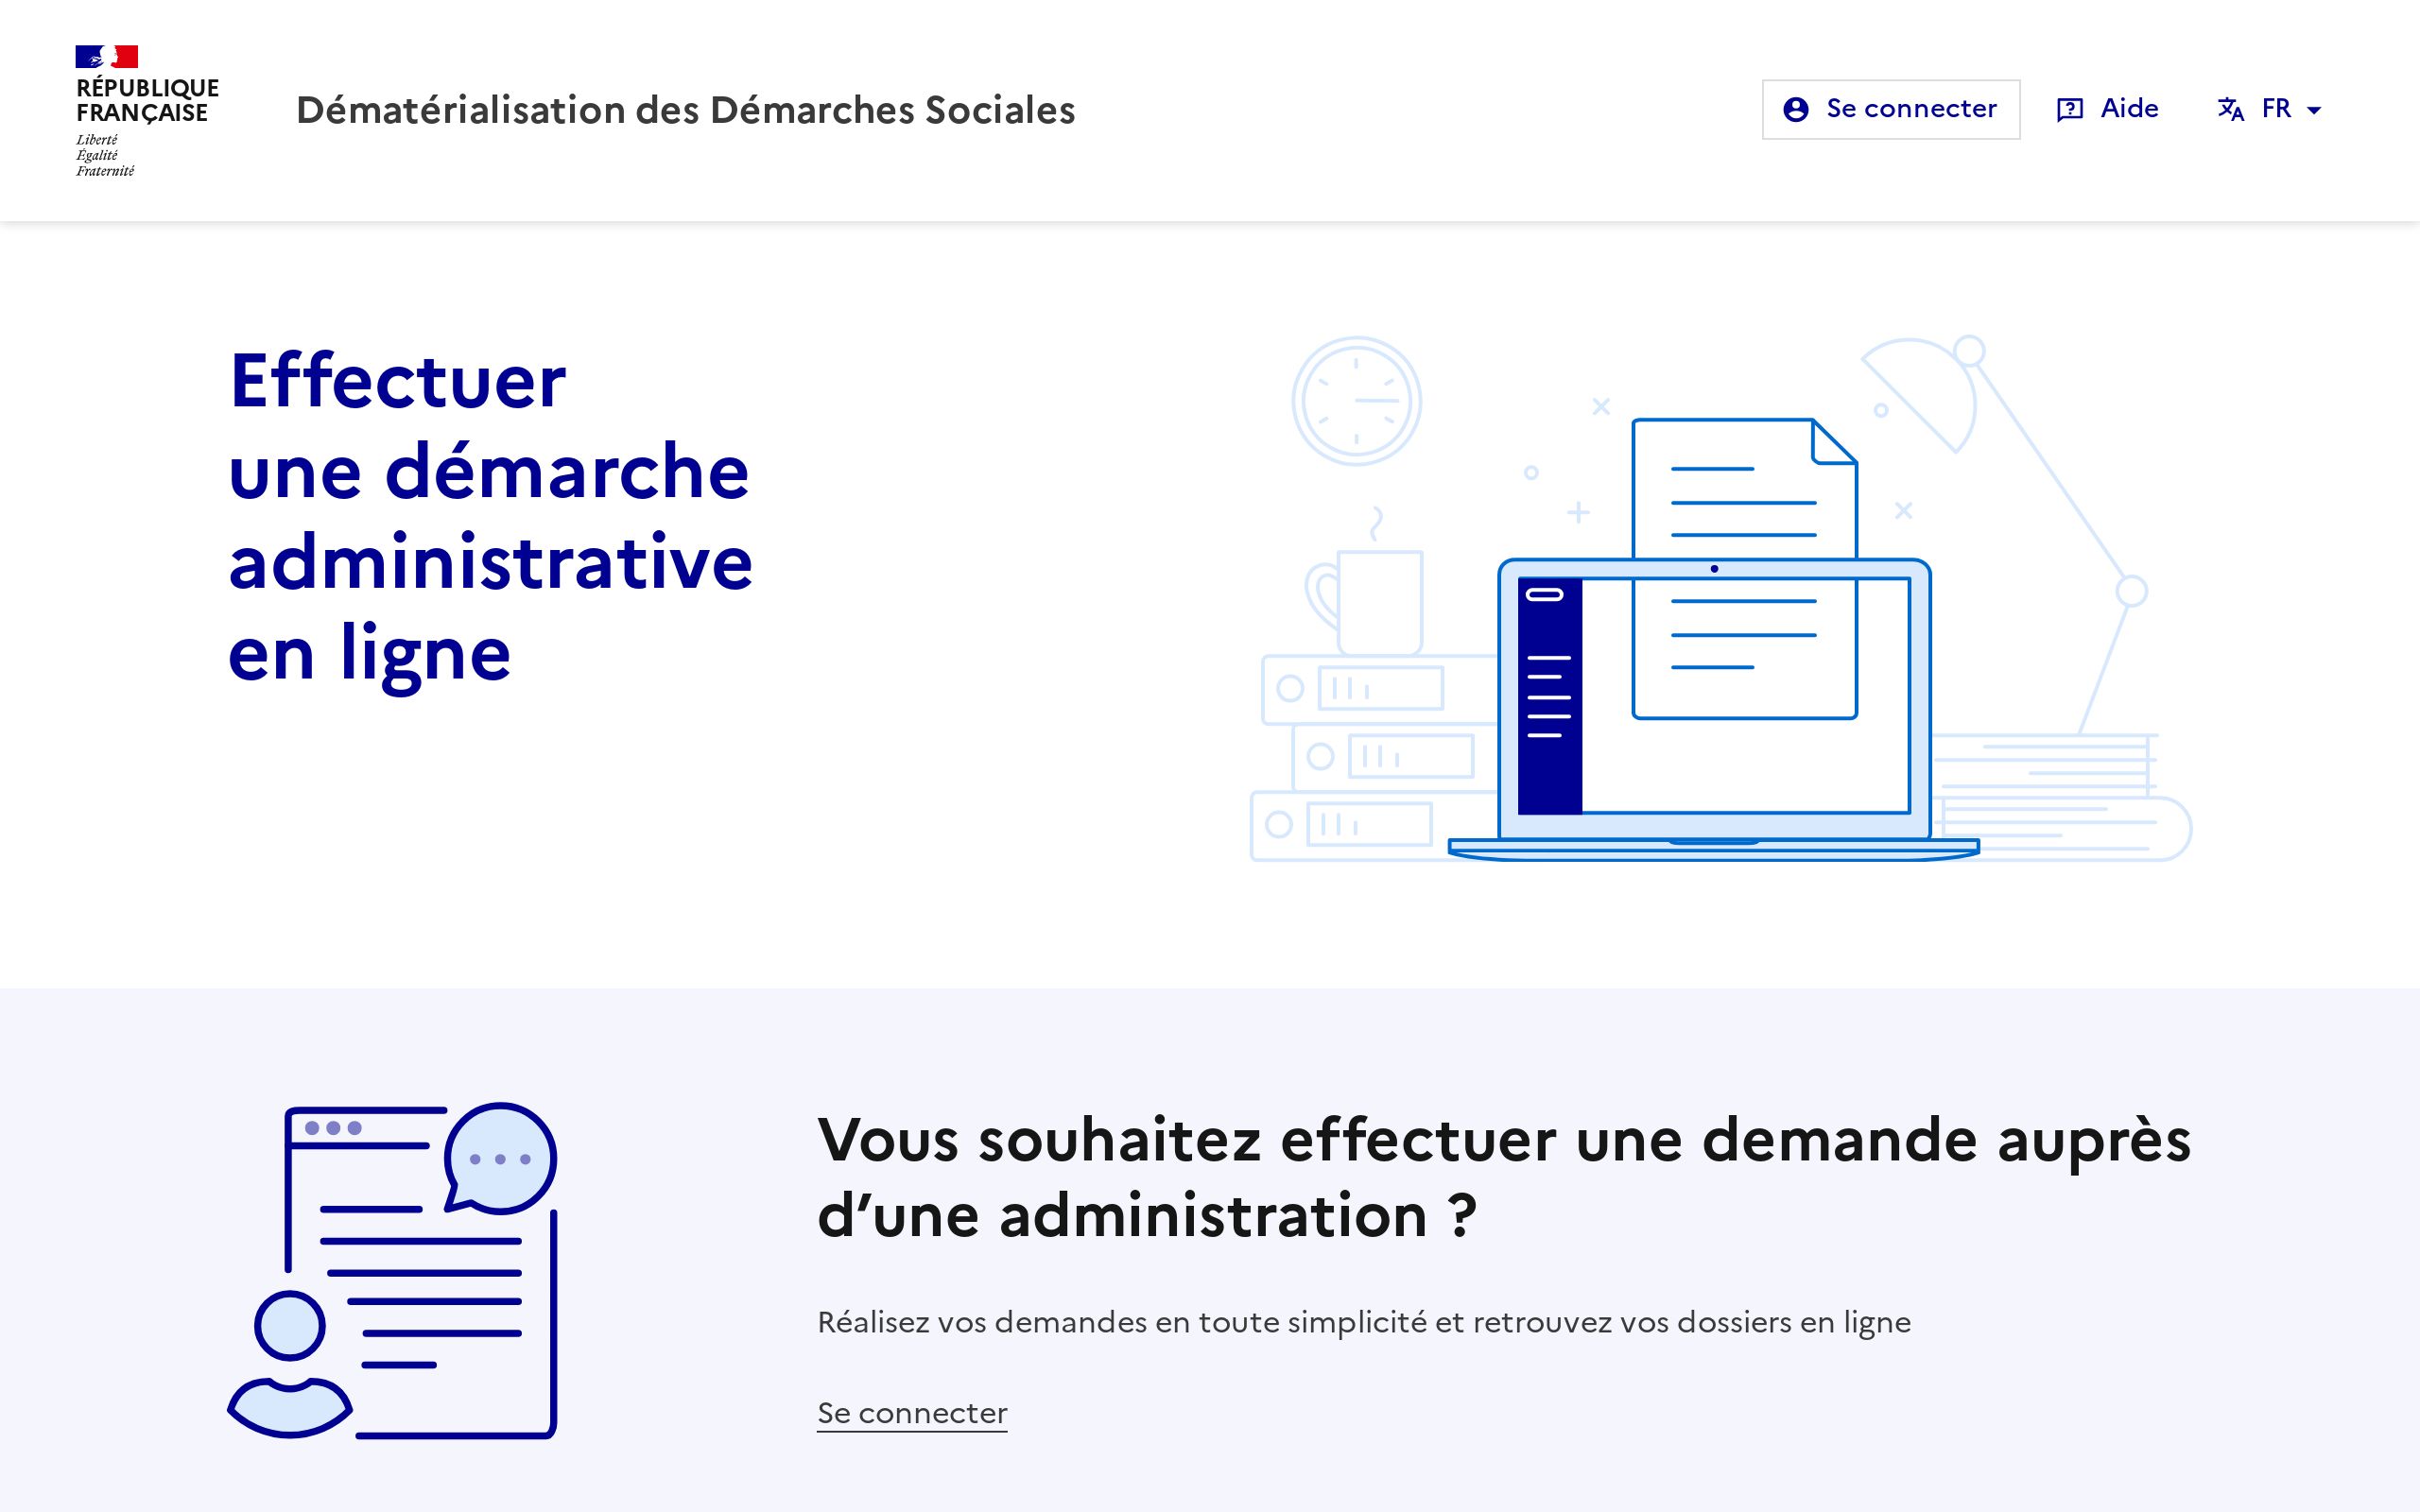 RÉPUBLIQUE
FRANÇAISE
Liberté
Égalité
Fraternité
Dématérialisation des Démarches Sociales
Se connecter
Aide
FR
Effectuer
une démarche
administrative
en ligne
Vous souhaitez effectuer une demande auprès
d’une administration ?
Réalisez vos demandes en toute simplicité et retrouvez vos dossiers en ligne
Se connecter